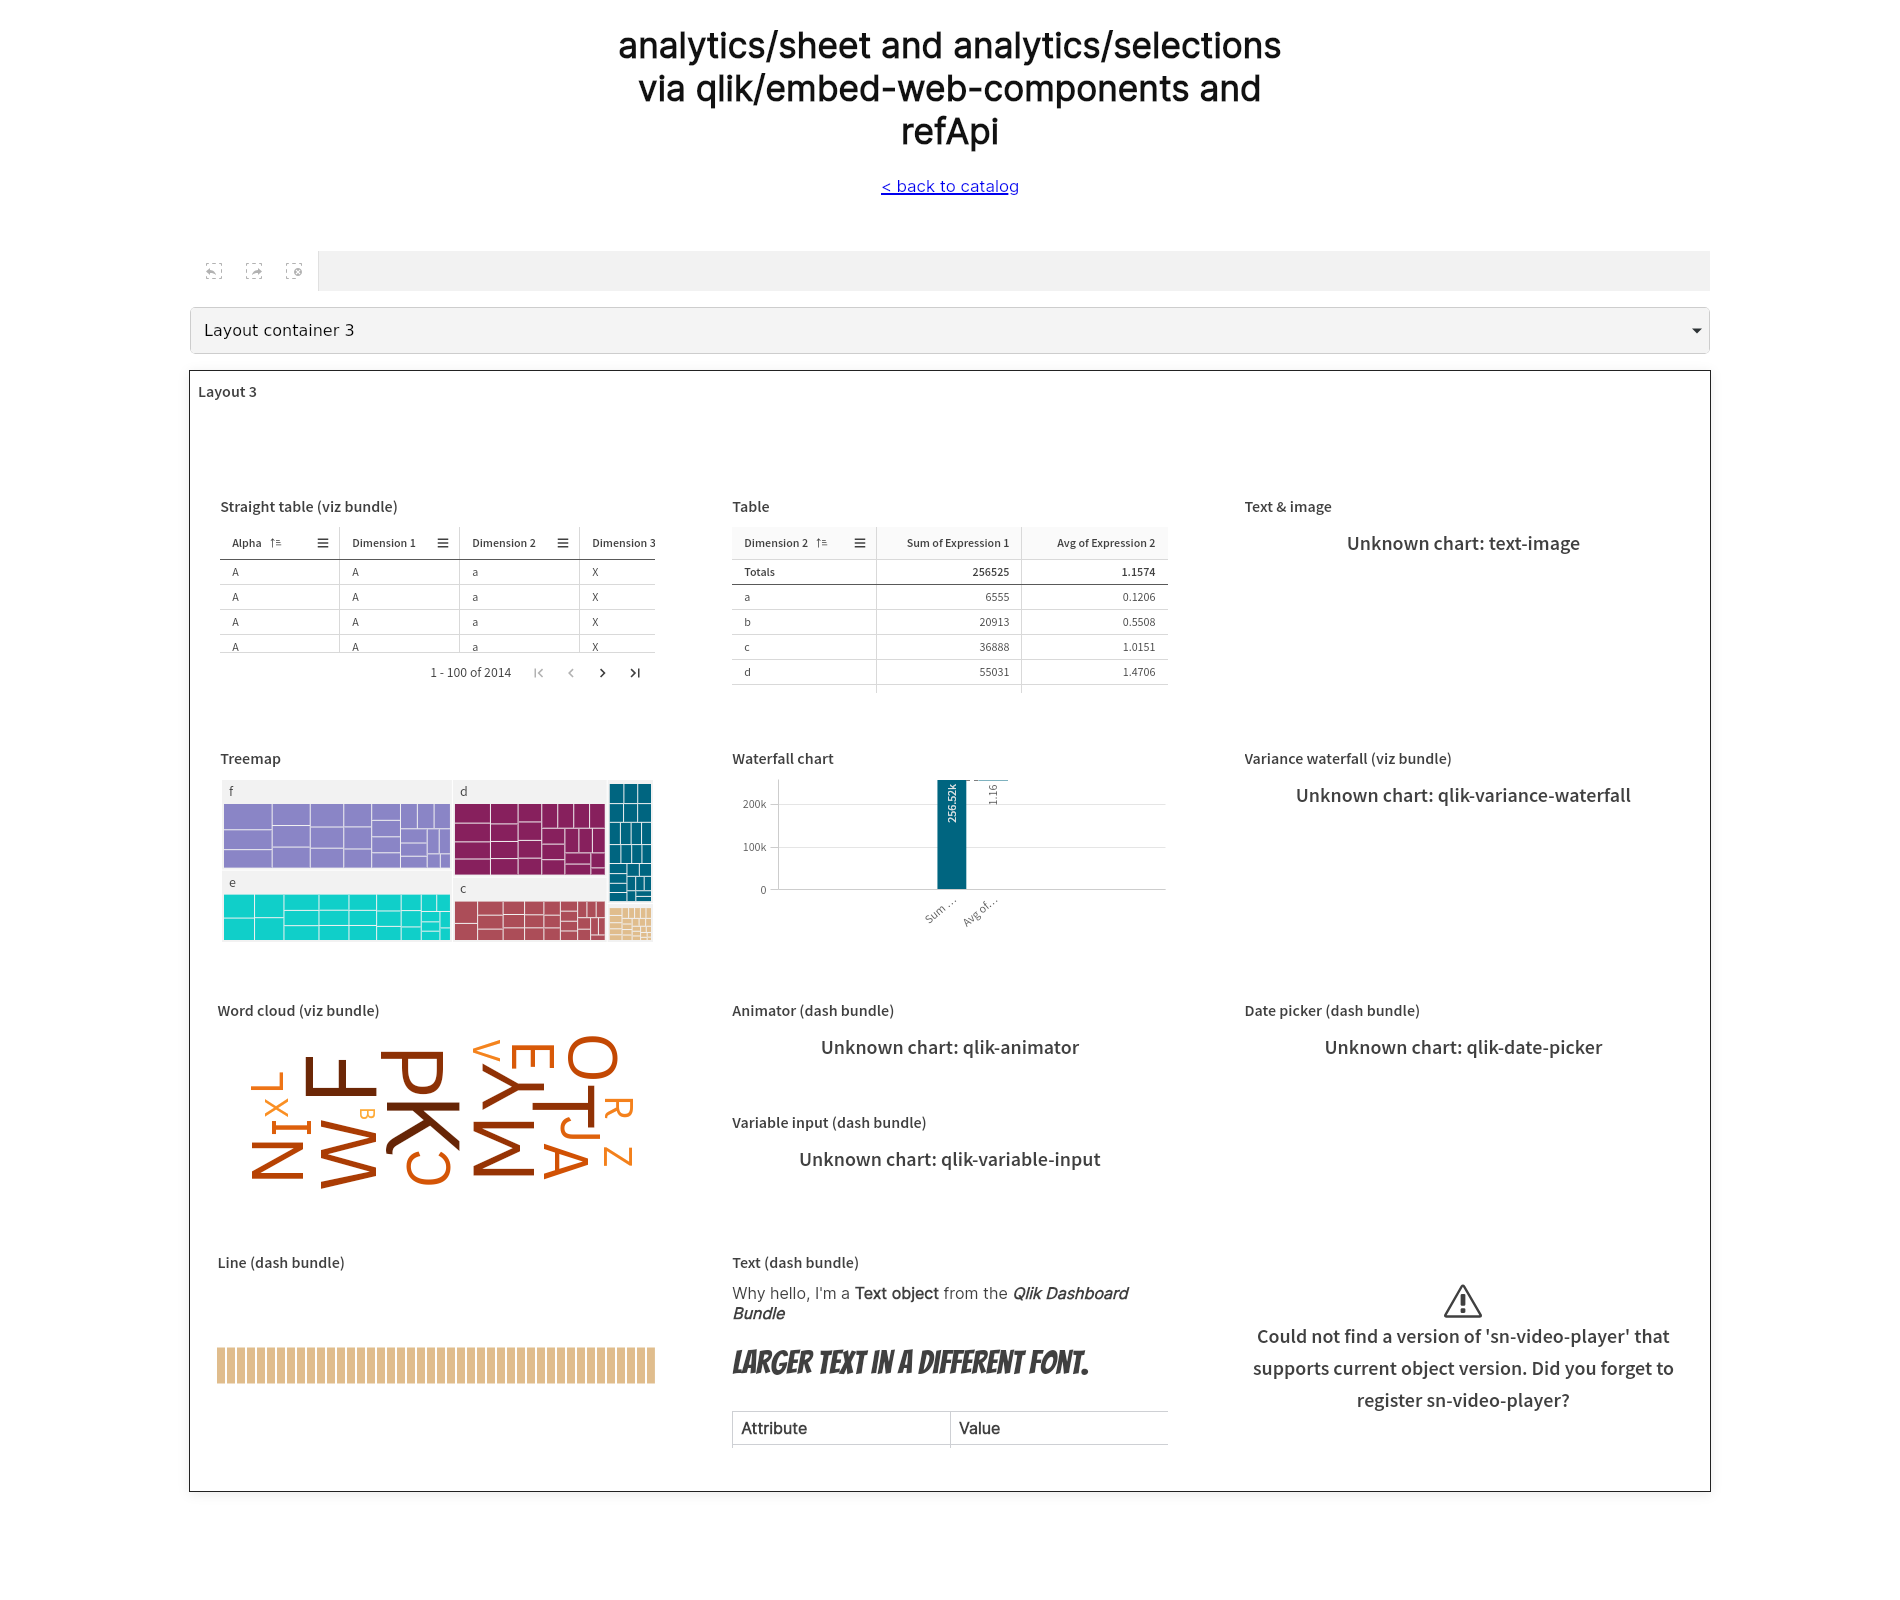 analytics/sheet and analytics/selections
via qlik/embed-web-components and
refApi
< back to catalog
Layout container 3
Layout 3
Straight table (viz bundle)
Alpha Dimension 1 Dimension 2 Dimension 3
A A a X
A A a X
A A a X
A A a X
1 - 100 of 2014
Table
Dimension 2 Sum of Expression 1 Avg of Expression 2
Totals 256525 1.1574
a 6555 0.1206
b 20913 0.5508
c 36888 1.0151
d 55031 1.4706
Text & image
Unknown chart: text-image
Treemap
f
d
e
c
Waterfall chart
200k
100k
0
256.52k
1.16
Sum ...
Avg of...
Variance waterfall (viz bundle)
Unknown chart: qlik-variance-waterfall
Word cloud (viz bundle)
L
X
I
N
F
B
W
P
K
C
V
E
Y
M
O
T
J
A
R
Z
Animator (dash bundle)
Unknown chart: qlik-animator
Variable input (dash bundle)
Unknown chart: qlik-variable-input
Date picker (dash bundle)
Unknown chart: qlik-date-picker
Line (dash bundle)
Text (dash bundle)
Why hello, I'm a Text object from the Qlik Dashboard
Bundle
LARGER TEXT IN A DIFFERENT FONT.
Attribute Value
Could not find a version of 'sn-video-player' that
supports current object version. Did you forget to
register sn-video-player?